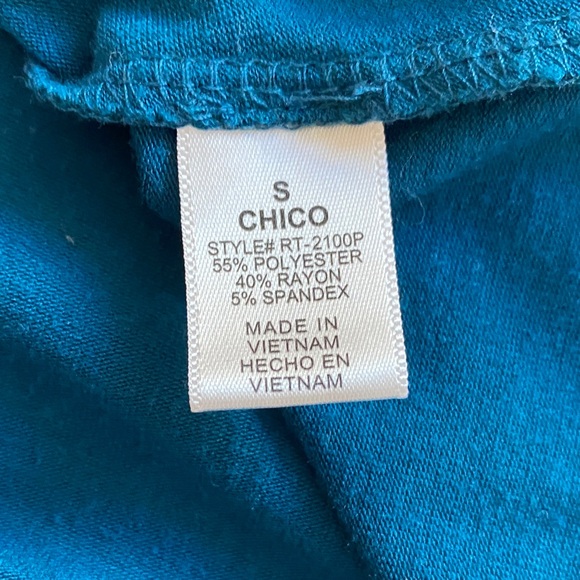 S
CHICO
STYLE# RT-2100P
55% POLYESTER
40% RAYON
5% SPANDEX
MADE IN
VIETNAM
HECHO EN
VIETNAM